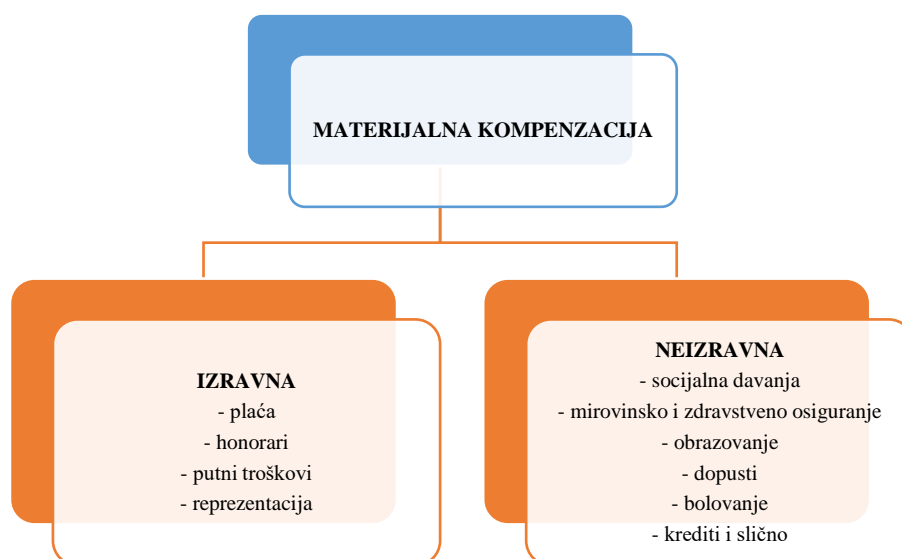 MATERIJALNA KOMPENZACIJA
IZRAVNA
- plaća
- honorari
- putni troškovi
- reprezentacija
NEIZRAVNA
- socijalna davanja
- mirovinsko i zdravstveno osiguranje
- obrazovanje
- dopusti
- bolovanje
- krediti i slično